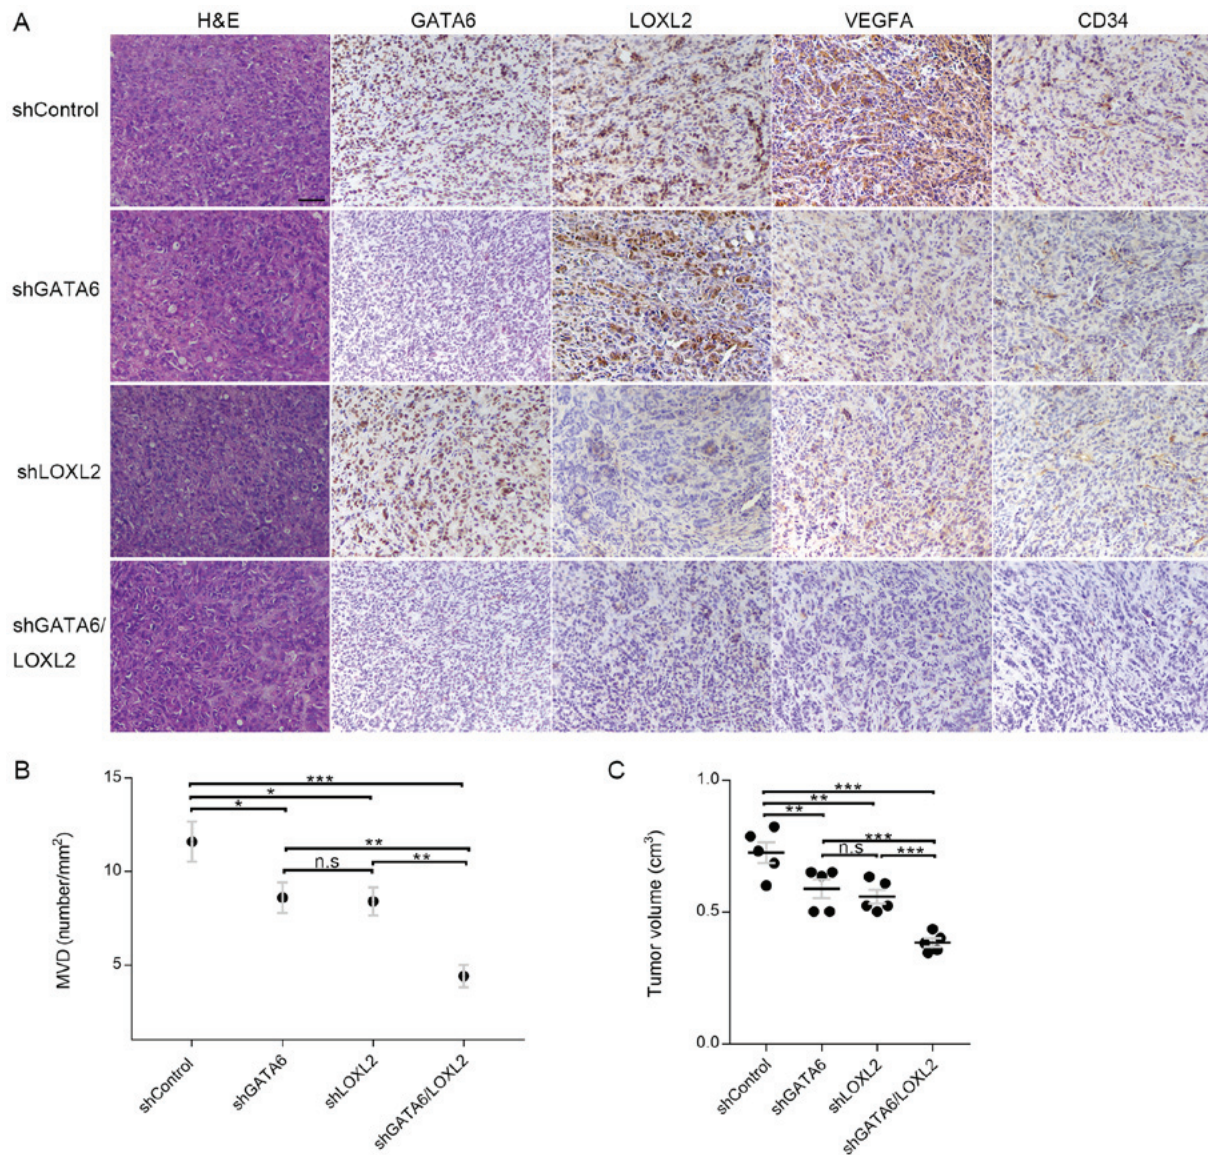 A
H&E GATA6 LOXL2 VEGFA CD34
shControl
shGATA6
shLOXL2
shGATA6/
LOXL2
B
MVD (number/mm²)
15
10
5
***
*
*
**
n.s
**
shControl
shGATA6
shLOXL2
shGATA6/LOXL2
C
Tumor volume (cm³)
1.0
0.5
0.0
***
**
**
***
n.s
***
shControl
shGATA6
shLOXL2
shGATA6/LOXL2